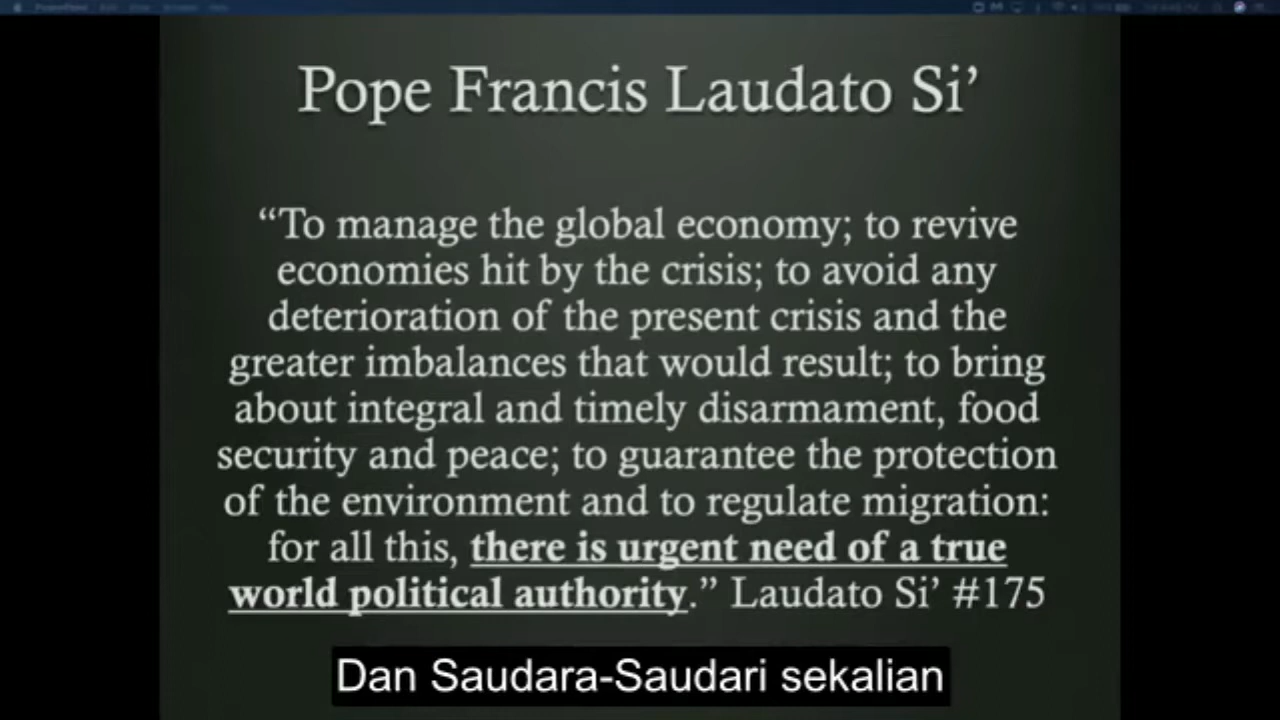 Pope Francis Laudato Si’
“To manage the global economy; to revive
economies hit by the crisis; to avoid any
deterioration of the present crisis and the
greater imbalances that would result; to bring
about integral and timely disarmament, food
security and peace; to guarantee the protection
of the environment and to regulate migration:
for all this, there is urgent need of a true
world political authority.” Laudato Si’ #175
Dan Saudara-Saudari sekalian